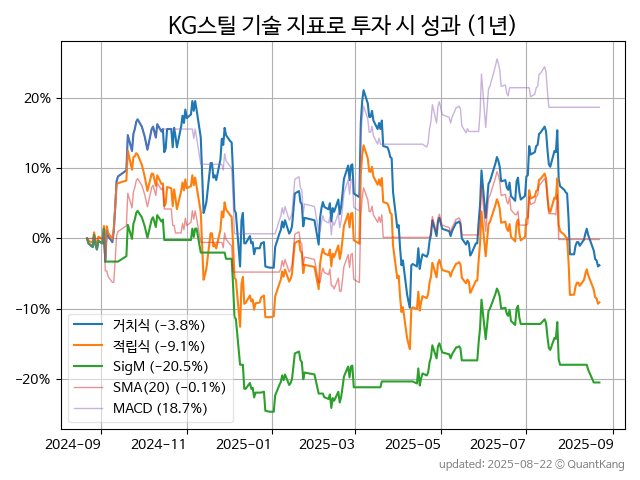 KG스틸 기술 지표로 투자 시 성과 (1년)
20%
10%
0%
−10%
−20%
거치식 (−3.8%)
적립식 (−9.1%)
SigM (−20.5%)
SMA(20) (−0.1%)
MACD (18.7%)
2024-09
2024-11
2025-01
2025-03
2025-05
2025-07
2025-09
updated: 2025-08-22 © QuantKang